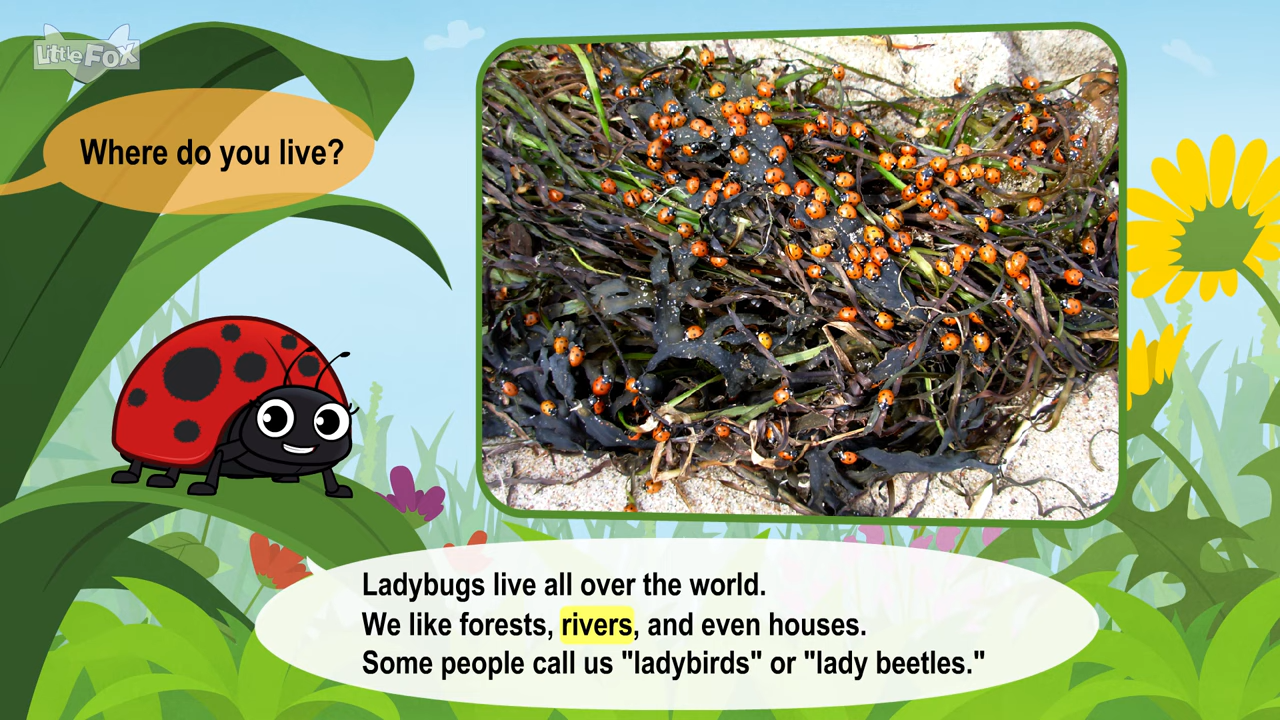 Little Fox
Where do you live?
Ladybugs live all over the world.
We like forests, rivers, and even houses.
Some people call us "ladybirds" or "lady beetles."